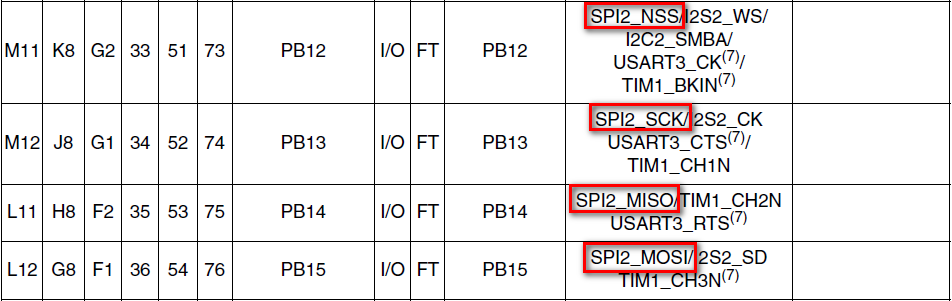 SPI2_NSS/I2S2_WS/
I2C2_SMBA/
M11 K8 G2 33 51 73 PB12 I/O FT PB12
USART3_CK(7)/
TIM1_BKIN(7)
SPI2_SCK/I2S2_CK
M12 J8 G1 34 52 74 PB13 I/O FT PB13 USART3_CTS(7)/
TIM1_CH1N
L11 H8 F2 35 53 75 PB14 I/O FT PB14 SPI2_MISO/TIM1_CH2N
USART3_RTS(7)
L12 G8 F1 36 54 76 PB15 I/O FT PB15 SPI2_MOSI/I2S2_SD
TIM1_CH3N(7)